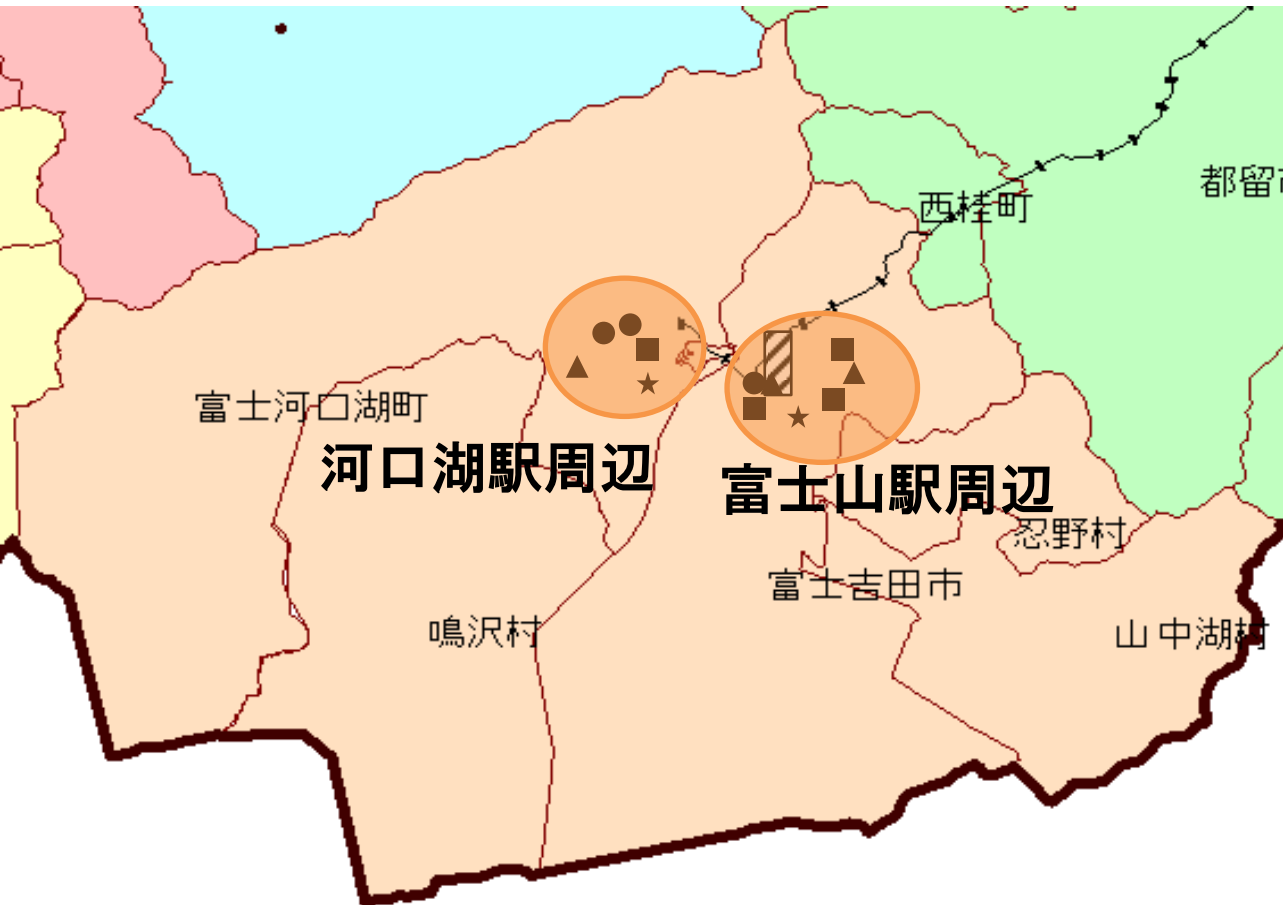 都留市
西桂町
富士河口湖町
河口湖駅周辺
富士山駅周辺
忍野村
富士吉田市
鳴沢村
山中湖村